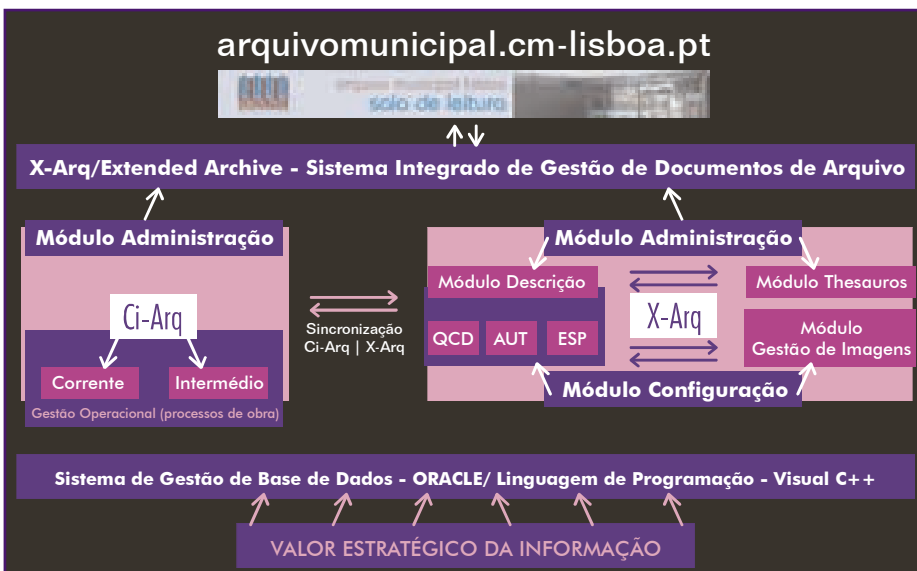 arquivomunicipal.cm-lisboa.pt
sala de leitura
X-Arq/Extended Archive - Sistema Integrado de Gestão de Documentos de Arquivo
Módulo Administração
Ci-Arq
Corrente
Intermédio
Gestão Operacional (processos de obra)
Sincronização
Ci-Arq | X-Arq
Módulo Administração
Módulo Descrição
Módulo Thesauros
QCD
AUT
ESP
X-Arq
Módulo
Gestão de Imagens
Módulo Configuração
Sistema de Gestão de Base de Dados - ORACLE/ Linguagem de Programação - Visual C++
VALOR ESTRATÉGICO DA INFORMAÇÃO